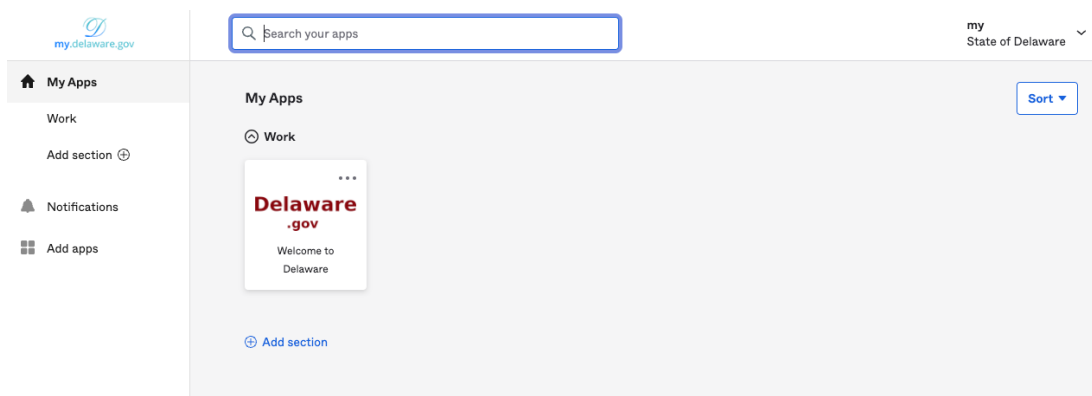 D
my.delaware.gov
Search your apps
my
State of Delaware
My Apps
Work
Add section
Notifications
Add apps
My Apps
Sort
Work
Delaware
.gov
Welcome to
Delaware
Add section